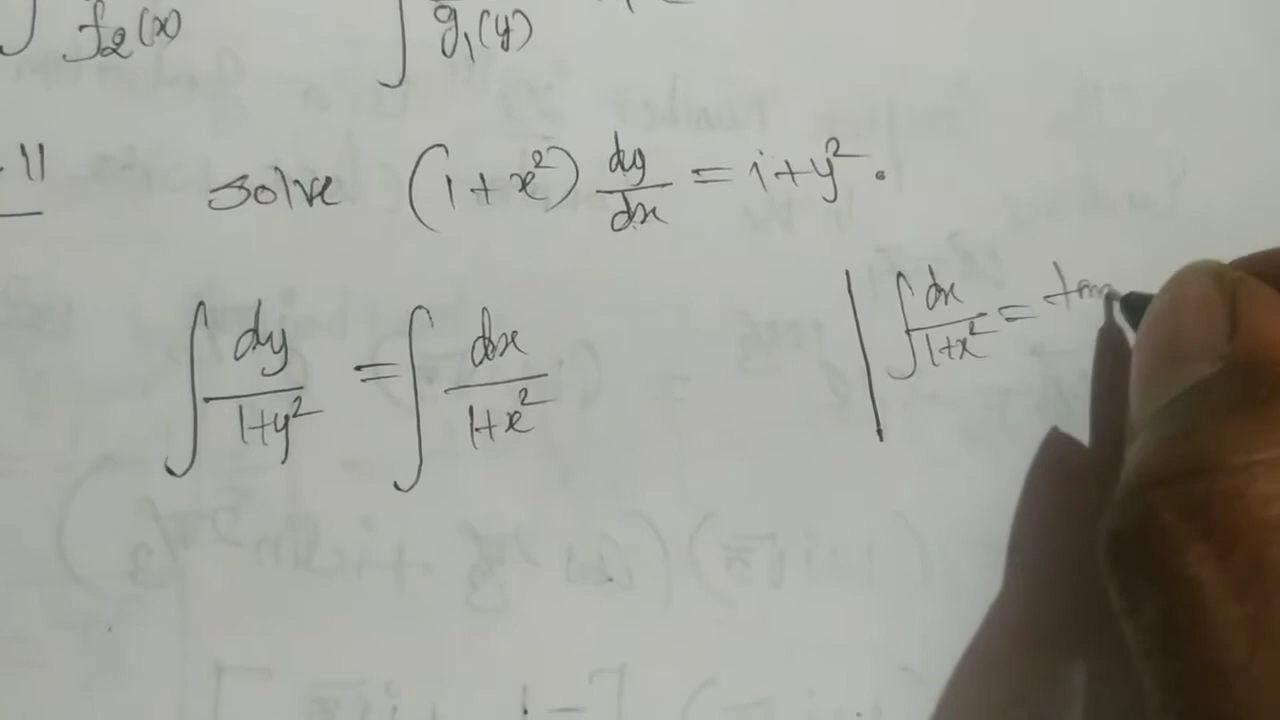 f₂(x) ∫ g₁(y)
.11 solve (1+x²) dy/dx = 1+y².
∫ dy/1+y² = ∫ dx/1+x² | ∫ dx/1+x² = tan